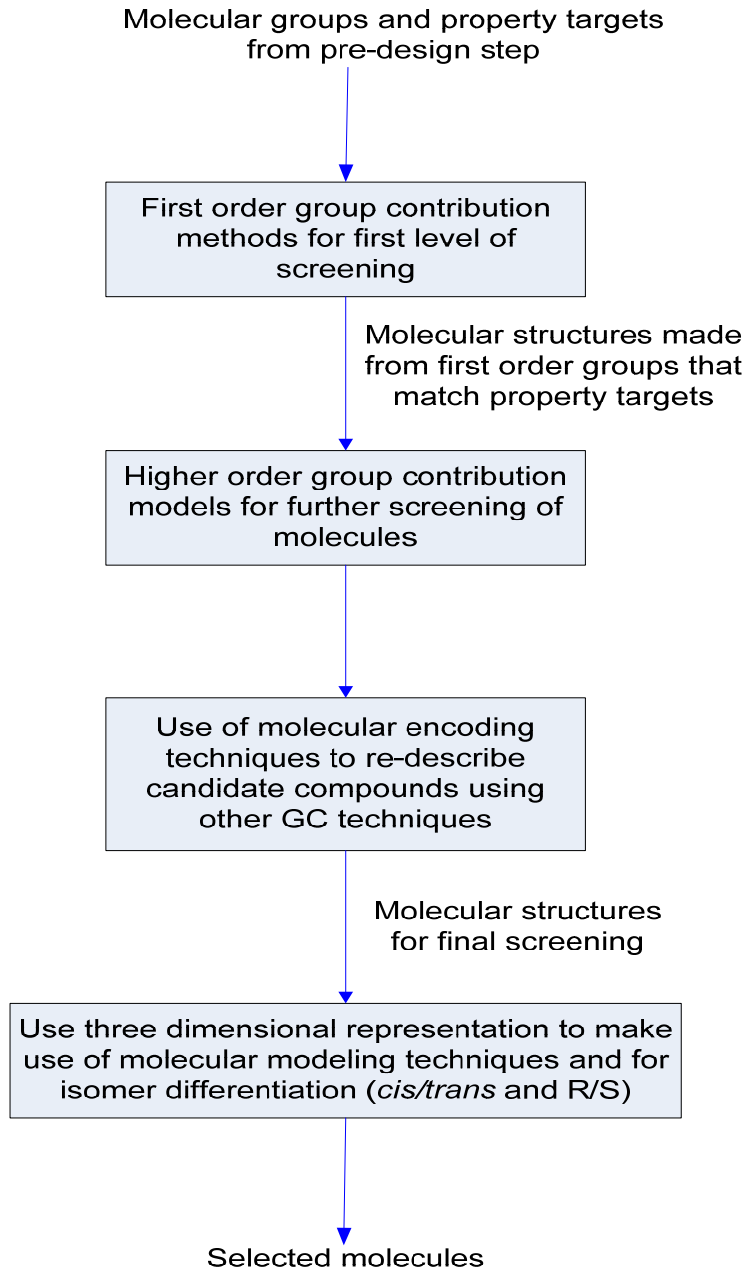 Molecular groups and property targets
from pre-design step
First order group contribution
methods for first level of
screening
Molecular structures made
from first order groups that
match property targets
Higher order group contribution
models for further screening of
molecules
Use of molecular encoding
techniques to re-describe
candidate compounds using
other GC techniques
Molecular structures
for final screening
Use three dimensional representation to make
use of molecular modeling techniques and for
isomer differentiation (cis/trans and R/S)
Selected molecules